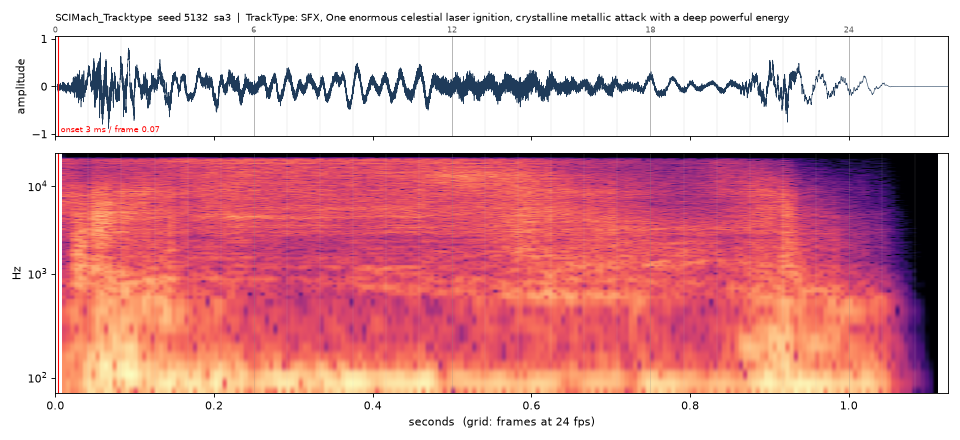 SCIMach_Tracktype  seed 5132  sa3  |  TrackType: SFX, One enormous celestial laser ignition, crystalline metallic attack with a deep powerful energy
0 6 12 18 24
1
0
−1
amplitude
onset 3 ms / frame 0.07
10⁴
10³
10²
Hz
0.0 0.2 0.4 0.6 0.8 1.0
seconds  (grid: frames at 24 fps)